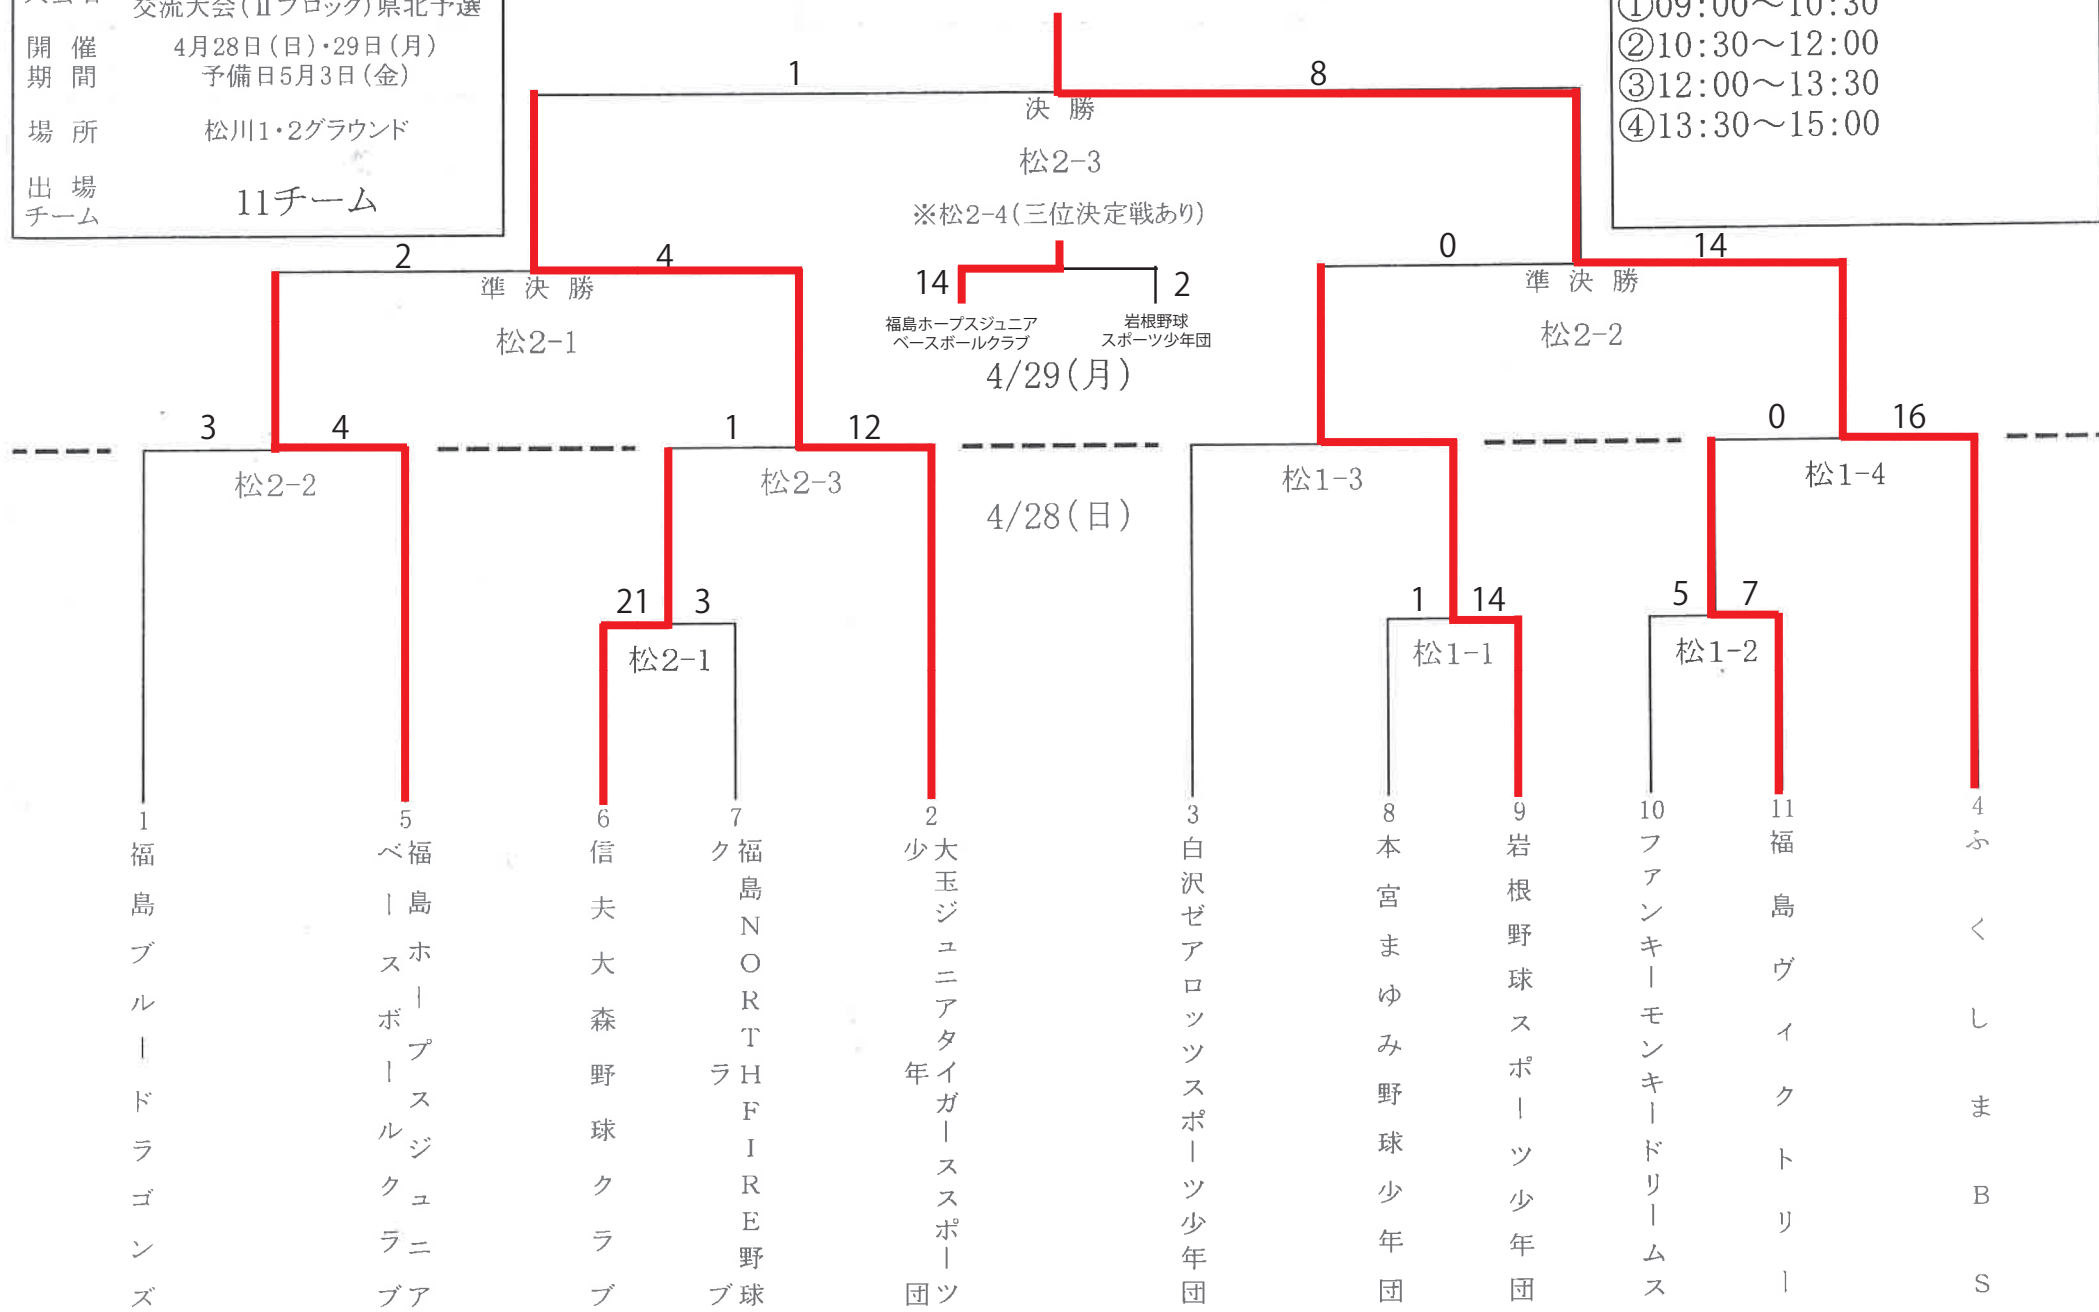 交流大会(Ⅱブロック)県北予選
開催
期間
4月28日(日)・29日(月)
予備日5月3日(金)
場所
松川1・2グラウンド
出場
チーム
11チーム
①09:00～10:30
②10:30～12:00
③12:00～13:30
④13:30～15:00
1
8
決勝
松2-3
※松2-4(三位決定戦あり)
2
4
準決勝
松2-1
14
2
福島ホープスジュニア
ベースボールクラブ
岩根野球
スポーツ少年団
0
14
準決勝
松2-2
4/29(月)
3
4
松2-2
1
12
松2-3
松1-3
0
16
松1-4
4/28(日)
21
3
松2-1
1
14
松1-1
5
7
松1-2
1
福島ブルードラゴンズ
5
福島ホープスジュニア
ベースボールクラブ
6
信夫大森野球クラブ
7
福島NORTHFIRE野球
クラブ
2
大玉ジュニアタイガーススポーツ
少年団
3
白沢ゼアロッツスポーツ少年団
8
本宮まゆみ野球少年団
9
岩根野球スポーツ少年団
10
ファンキーモンキードリームス
11
福島ヴィクトリー
4
ふくしまBS